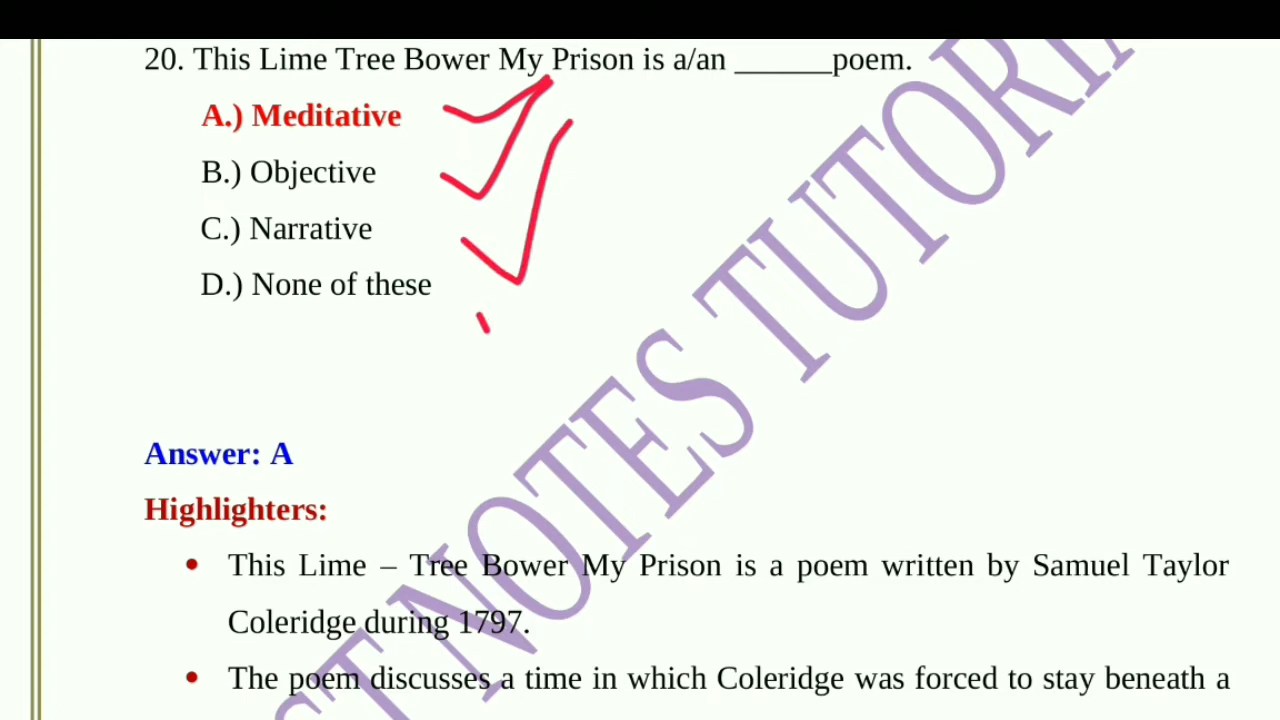 20. This Lime Tree Bower My Prison is a/an ______poem.
A.) Meditative
B.) Objective
C.) Narrative
D.) None of these
Answer: A
Highlighters:
• This Lime – Tree Bower My Prison is a poem written by Samuel Taylor
Coleridge during 1797.
• The poem discusses a time in which Coleridge was forced to stay beneath a
NOTES TUTORIA